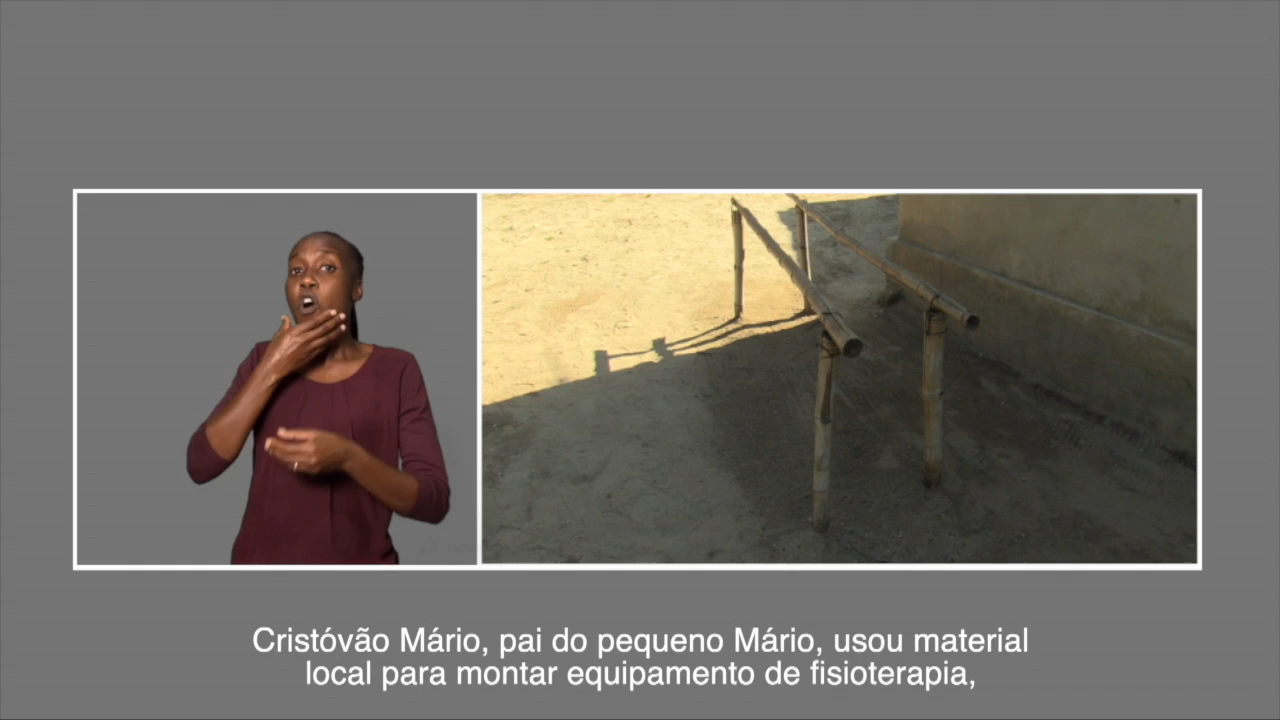 Cristóvão Mário, pai do pequeno Mário, usou material
local para montar equipamento de fisioterapia,